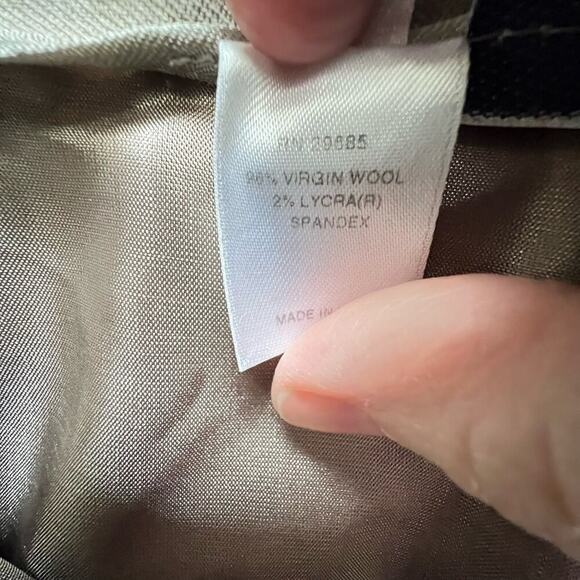 RN 29685
98% VIRGIN WOOL
2% LYCRA(R)
SPANDEX
MADE IN